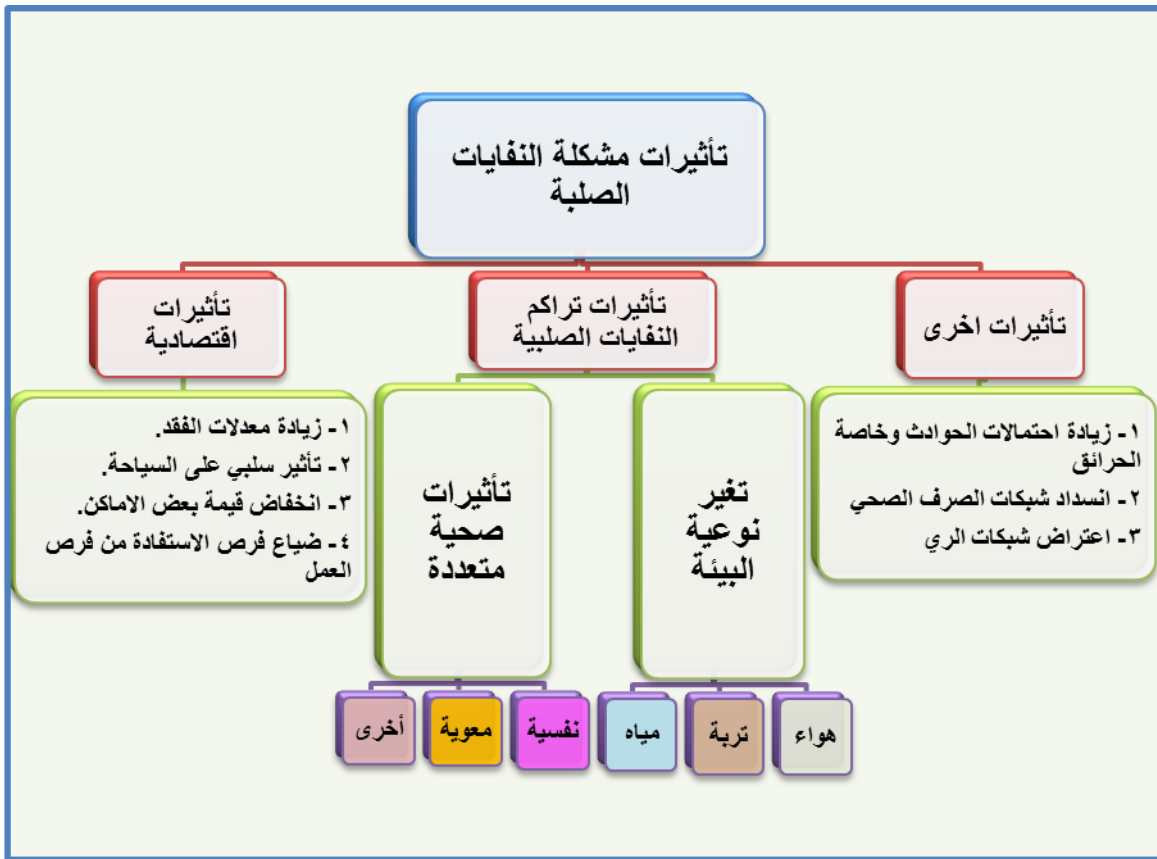 تأثيرات مشكلة النفايات
الصلبة
تأثيرات اخرى
تأثيرات تراكم
النفايات الصلبية
تأثيرات
اقتصادية
١- زيادة احتمالات الحوادث وخاصة
الحرائق
٢- انسداد شبكات الصرف الصحي
٣- اعتراض شبكات الري
تغير
نوعية
البيئة
تأثيرات
صحية
متعددة
١- زيادة معدلات الفقد.
٢- تأثير سلبي على السياحة.
٣- انخفاض قيمة بعض الاماكن.
٤- ضياع فرص الاستفادة من فرص
العمل
هواء
تربة
مياه
نفسية
معوية
أخرى